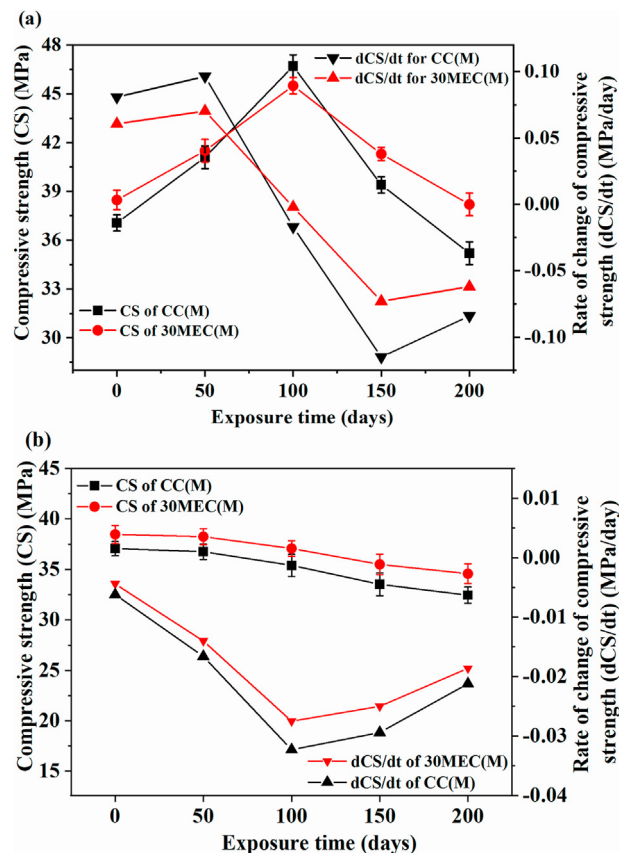 (a)
48
45
42
39
36
33
30
Compressive strength (CS) (MPa)
dCS/dt for CC(M)
dCS/dt for 30MEC(M)
CS of CC(M)
CS of 30MEC(M)
0.10
0.05
0.00
-0.05
-0.10
Rate of change of compressive
strength (dCS/dt) (MPa/day)
0 50 100 150 200
Exposure time (days)
(b)
45
40
35
30
25
20
15
Compressive strength (CS) (MPa)
CS of CC(M)
CS of 30MEC(M)
dCS/dt of 30MEC(M)
dCS/dt of CC(M)
0.01
0.00
-0.01
-0.02
-0.03
-0.04
Rate of change of compressive
strength (dCS/dt) (MPa/day)
0 50 100 150 200
Exposure time (days)